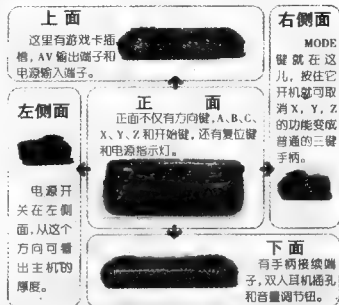 上面
这里有游戏卡插
槽，AV输出端子和
电源输入端子。
右侧面
MODE
键就在这
儿，按住它
开机就可取
消X，Y，Z
的功能变成
普通的三键
手柄。
左侧面
电源开
关在左侧
面，从这个
方向可看
出主机的
厚度。
正面
正面不仅有方向键，A、B、C、
X、Y、Z和开始键，还有复位键
和电源指示灯。
下面
有手柄接续端
子，双人耳机插孔
和音量调节钮。